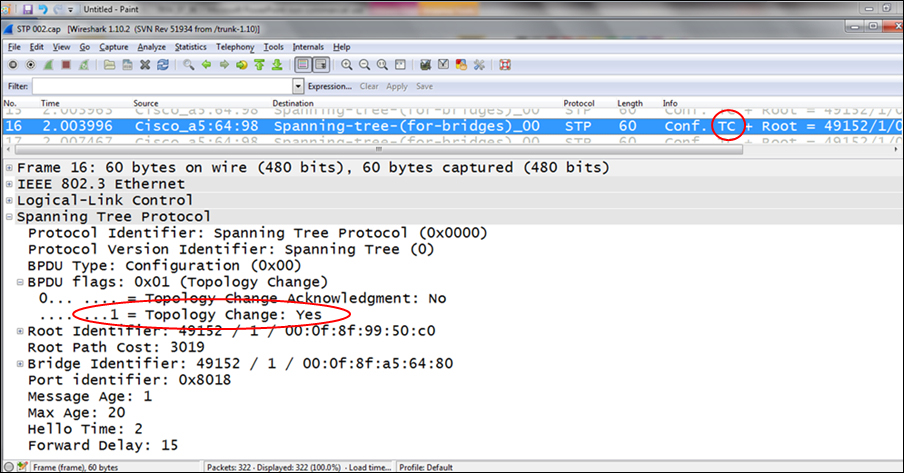 Untitled - Paint
STP 002.cap [Wireshark 1.10.2 (SVN Rev 51934 from /trunk-1.10)]
File Edit View Go Capture Analyze Statistics Telephony Tools Internals Help
Filter: Expression... Clear Apply Save
No. Time Source Destination Protocol Length Info
15 2.003965 Cisco_a5:64:98 Spanning-tree-(for-bridges)_00 STP 60 Conf. Root = 49152/1/0
16 2.003996 Cisco_a5:64:98 Spanning-tree-(for-bridges)_00 STP 60 Conf. TC + Root = 49152/1/0
17 2.007467 Cisco_a5:64:98 Spanning-tree-(for-bridges)_00 STP 60 Conf. TC + Root = 49152/1/0
Frame 16: 60 bytes on wire (480 bits), 60 bytes captured (480 bits)
IEEE 802.3 Ethernet
Logical-Link Control
Spanning Tree Protocol
Protocol Identifier: Spanning Tree Protocol (0x0000)
Protocol Version Identifier: Spanning Tree (0)
BPDU Type: Configuration (0x00)
BPDU flags: 0x01 (Topology Change)
0... .... = Topology Change Acknowledgment: No
.... ...1 = Topology Change: Yes
Root Identifier: 49152 / 1 / 00:0f:8f:99:50:c0
Root Path Cost: 3019
Bridge Identifier: 49152 / 1 / 00:0f:8f:a5:64:80
Port identifier: 0x8018
Message Age: 1
Max Age: 20
Hello Time: 2
Forward Delay: 15
Frame (frame), 60 bytes Packets: 322 · Displayed: 322 (100.0%) · Load time... Profile: Default